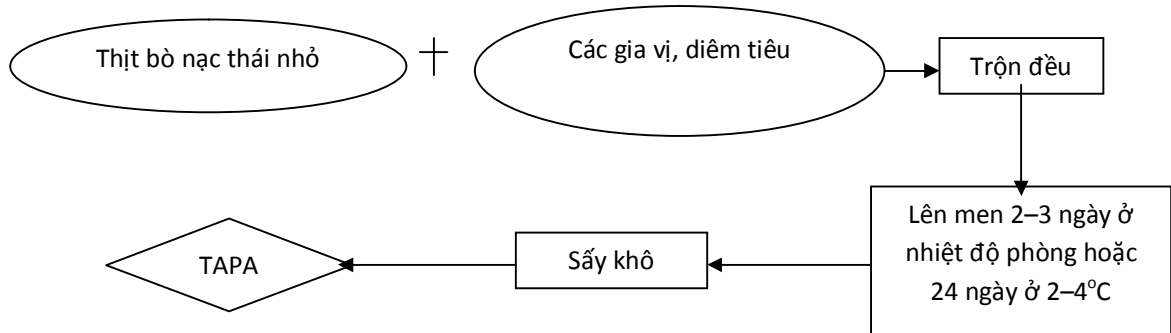 Thịt bò nạc thái nhỏ
+
Các gia vị, diêm tiêu
Trộn đều
Lên men 2–3 ngày ở
nhiệt độ phòng hoặc
24 ngày ở 2–4°C
Sấy khô
TAPA